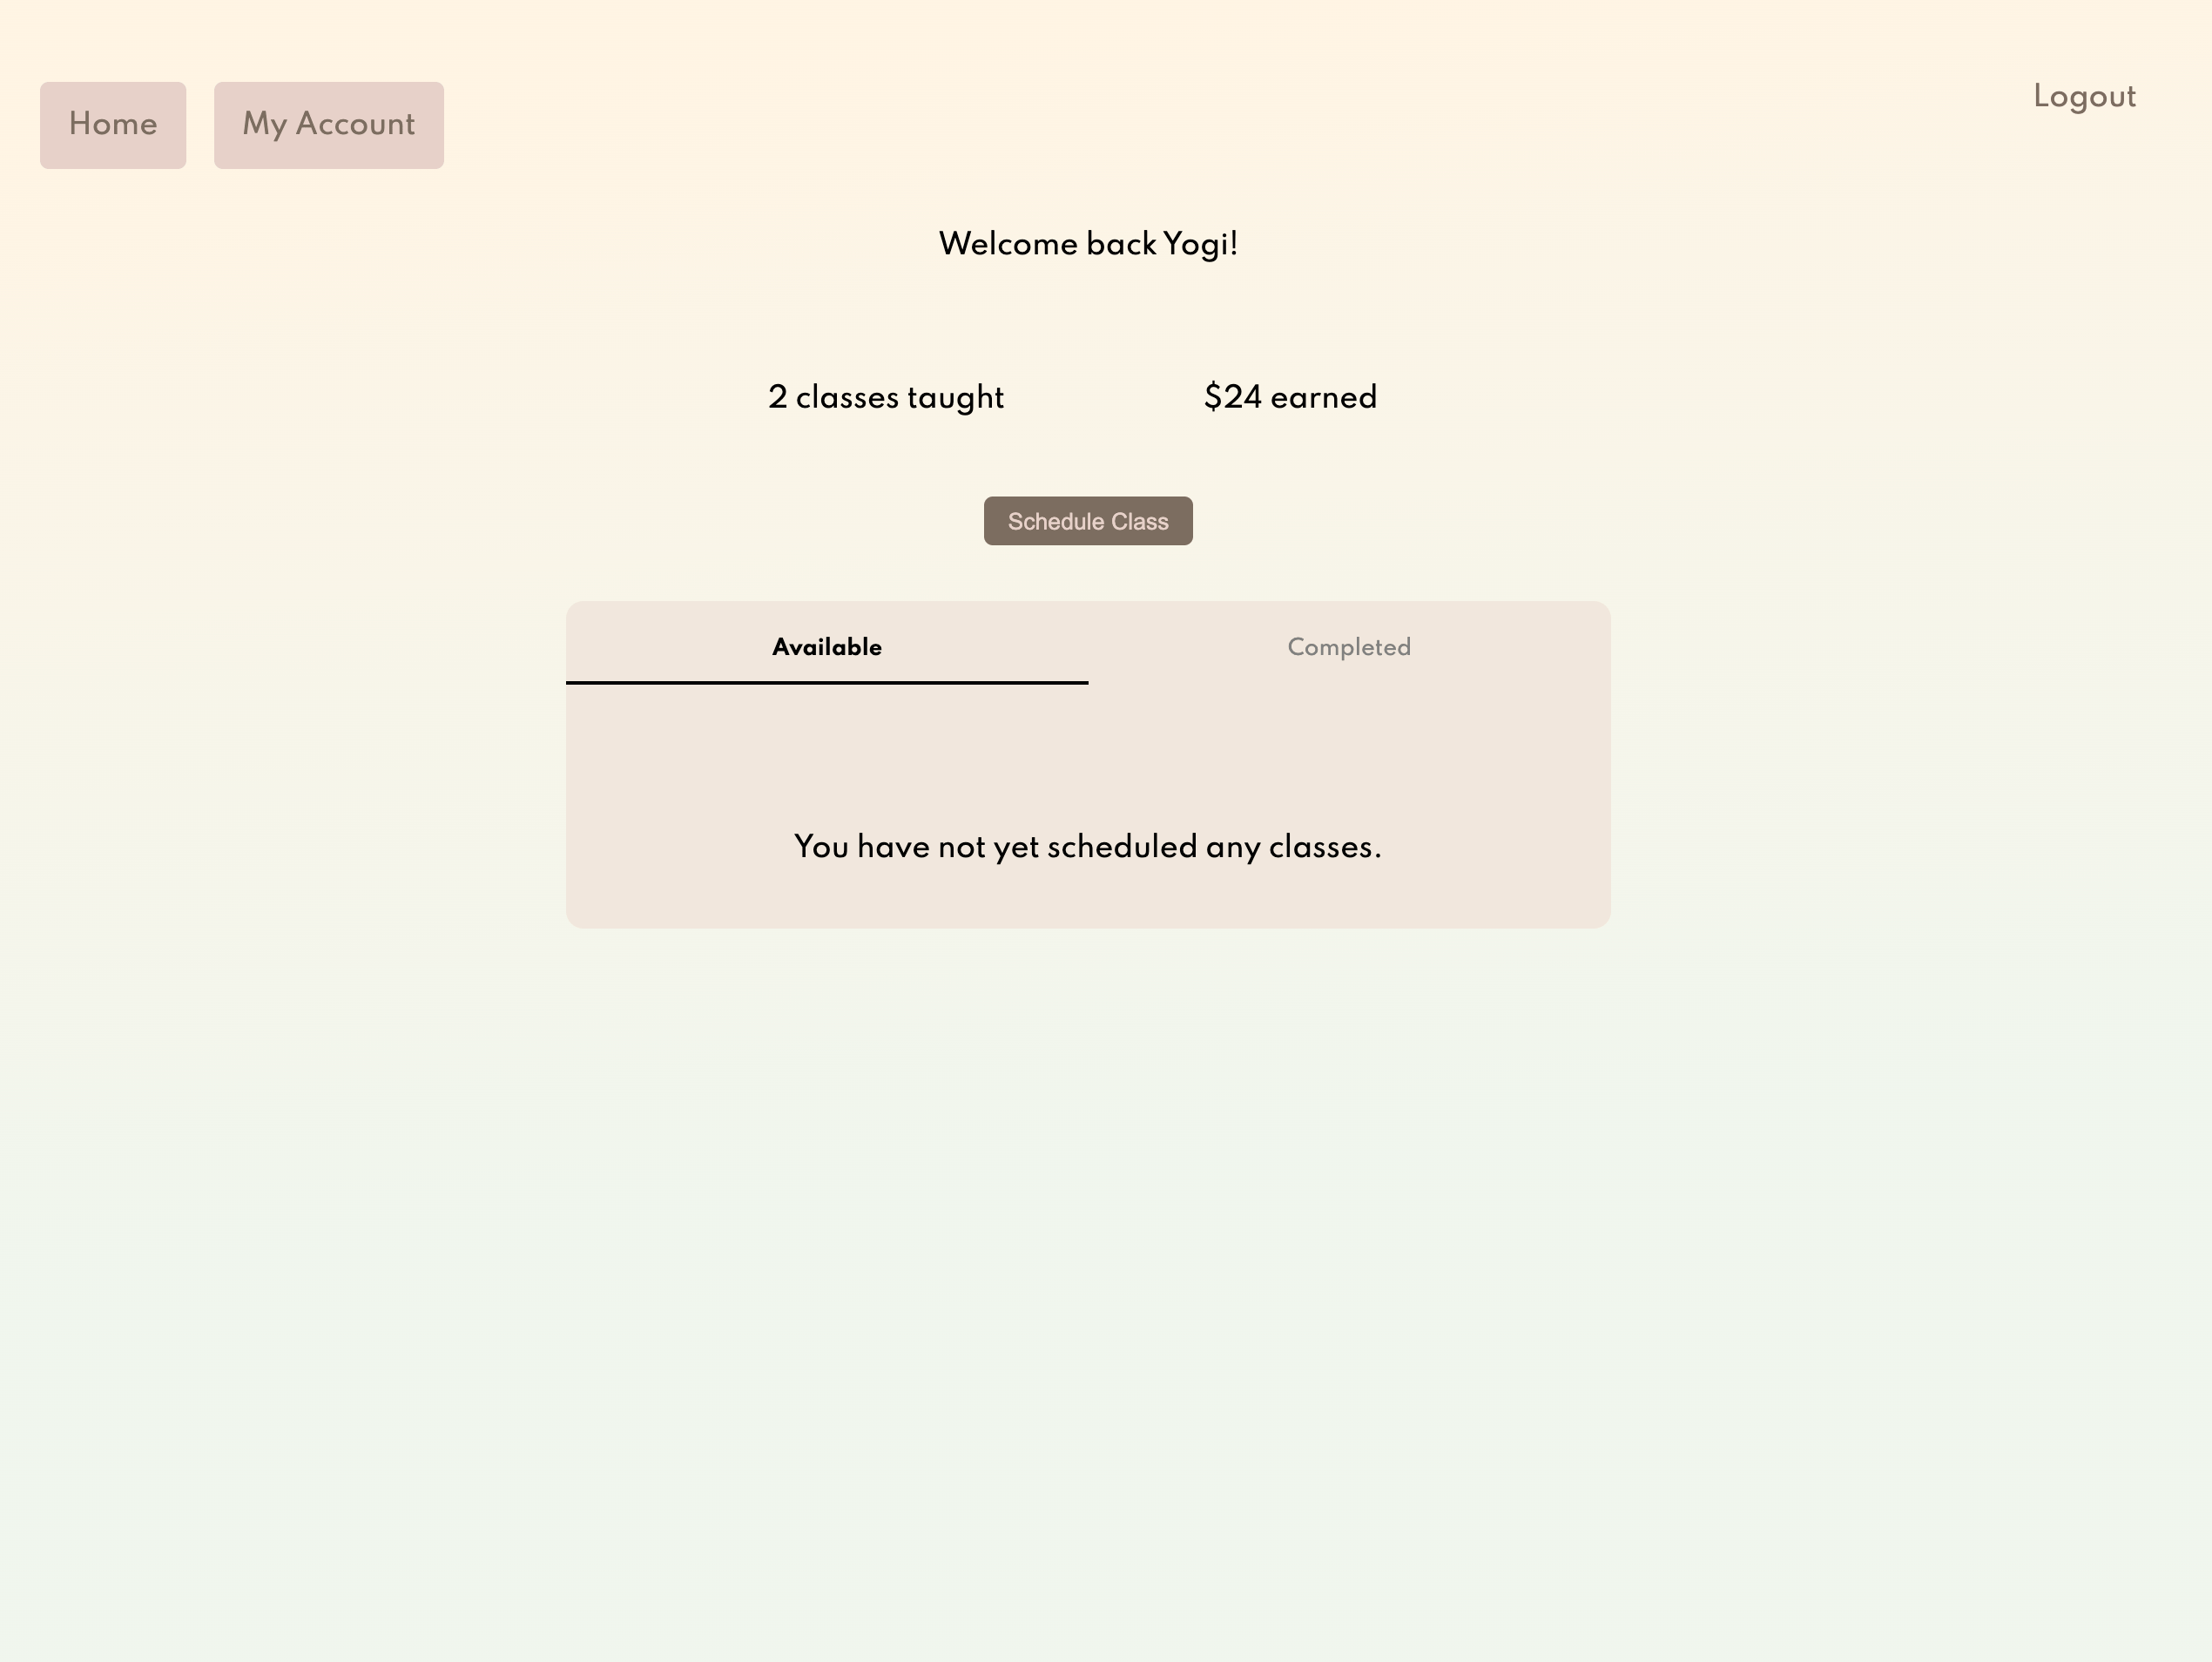 Home
My Account
Logout
Welcome back Yogi!
2 classes taught
$24 earned
Schedule Class
Available
Completed
You have not yet scheduled any classes.